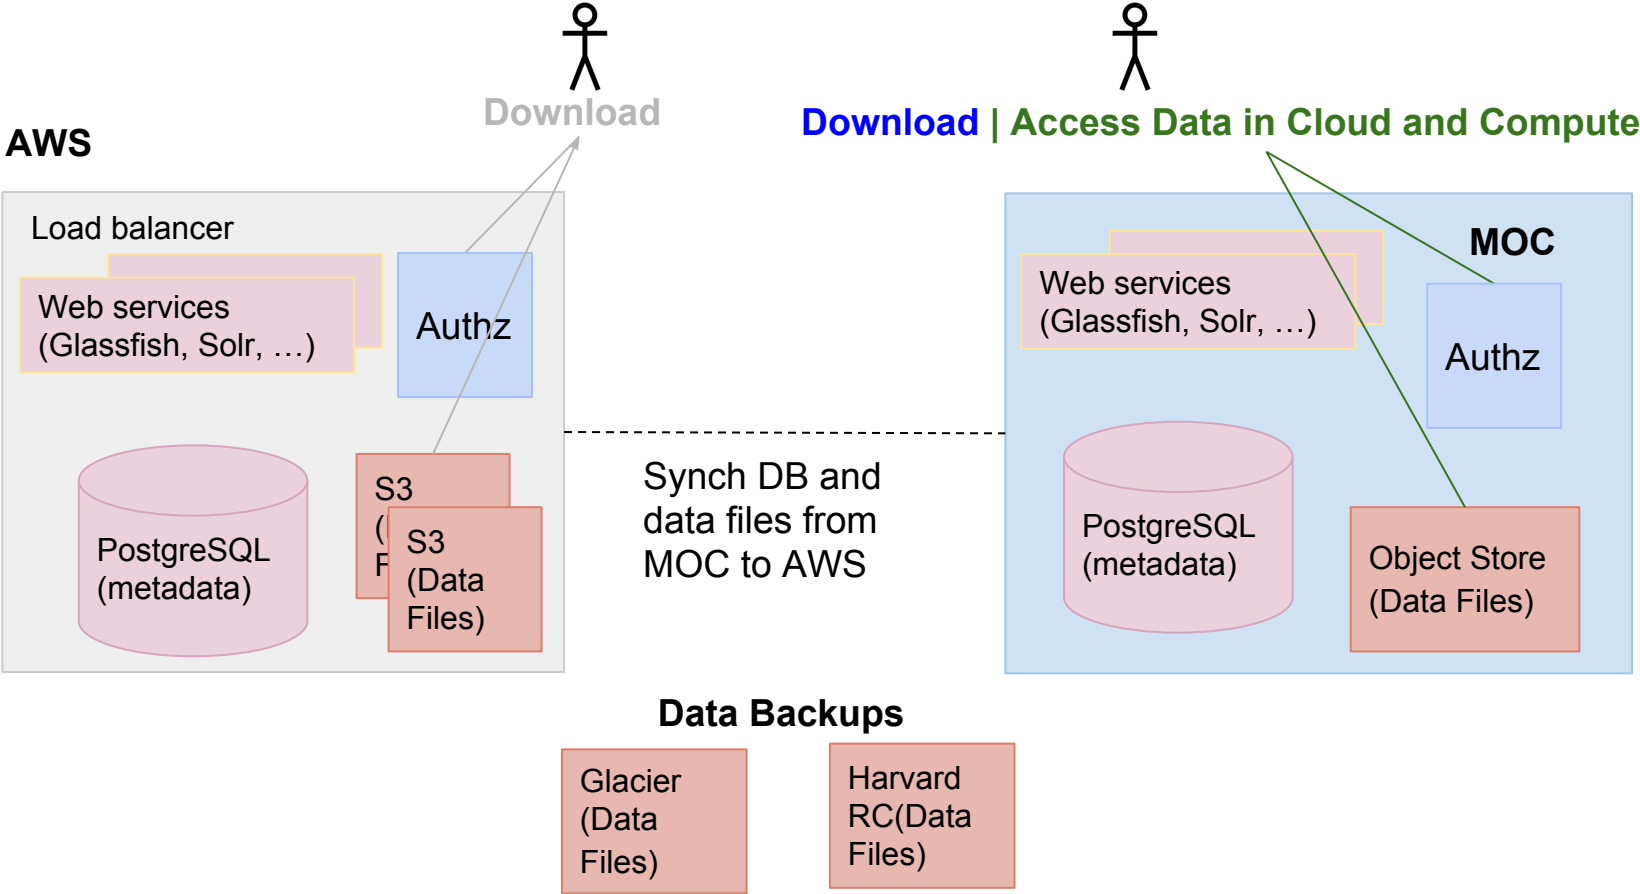 Download
Download | Access Data in Cloud and Compute
AWS
Load balancer
Web services
(Glassfish, Solr, …)
Authz
PostgreSQL
(metadata)
S3
S3
(Data
Files)
Synch DB and
data files from
MOC to AWS
MOC
Web services
(Glassfish, Solr, …)
Authz
PostgreSQL
(metadata)
Object Store
(Data Files)
Data Backups
Glacier
(Data
Files)
Harvard
RC(Data
Files)